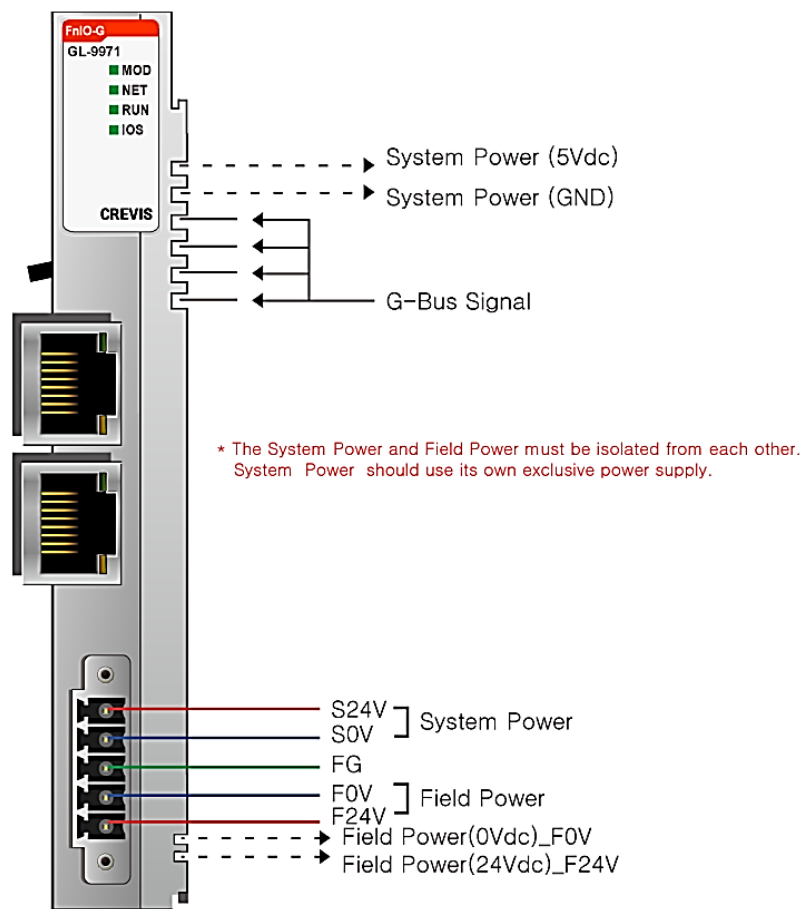 FnIO-G
GL-9971
MOD
NET
RUN
IOS
CREVIS
System Power (5Vdc)
System Power (GND)
G-Bus Signal
* The System Power and Field Power must be isolated from each other.
System Power should use its own exclusive power supply.
S24V
System Power
S0V
FG
F0V
Field Power
F24V
Field Power(0Vdc)_F0V
Field Power(24Vdc)_F24V